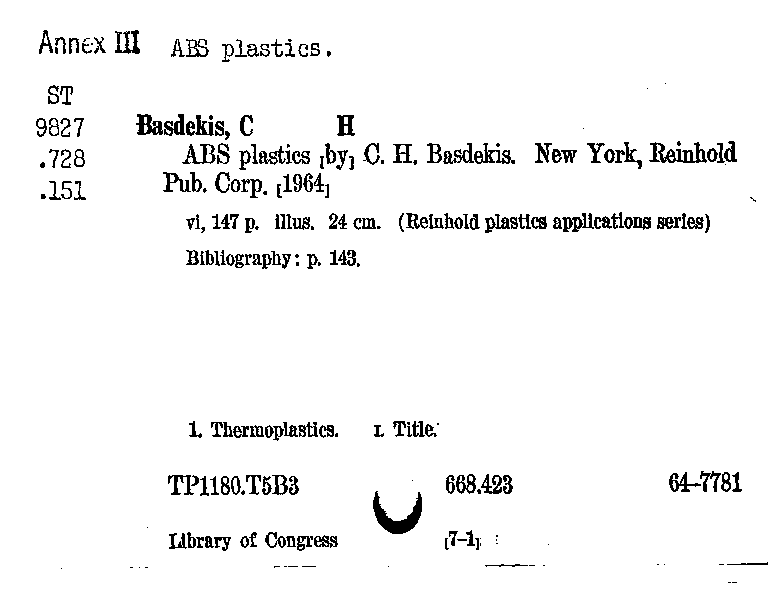 Annex III ABS plastics.
ST
9827
.728
.151
Basdekis, C H
ABS plastics [by] C. H. Basdekis. New York, Reinhold
Pub. Corp. [1964]
vi, 147 p. illus. 24 cm. (Reinhold plastics applications series)
Bibliography: p. 143.
1. Thermoplastics. I. Title.
TP1180.T5B3 668.423 64-7781
Library of Congress [7-1]